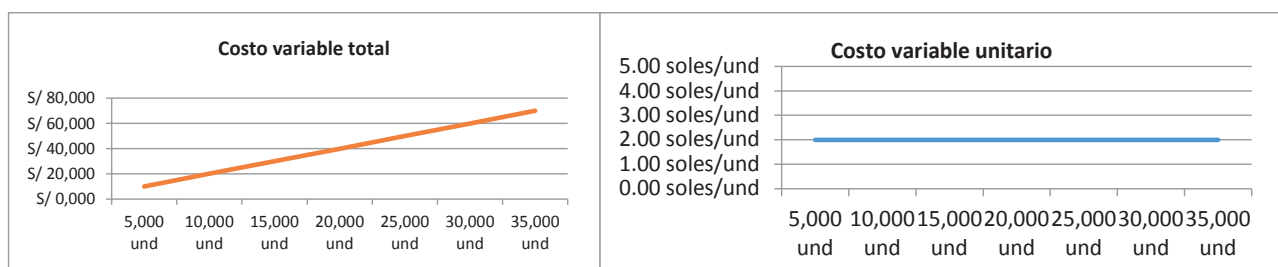 Costo variable total
S/ 80,000
S/ 60,000
S/ 40,000
S/ 20,000
S/ 0,000
5,000 10,000 15,000 20,000 25,000 30,000 35,000
und und und und und und und
Costo variable unitario
5.00 soles/und
4.00 soles/und
3.00 soles/und
2.00 soles/und
1.00 soles/und
0.00 soles/und
5,000 10,000 15,000 20,000 25,000 30,000 35,000
und und und und und und und